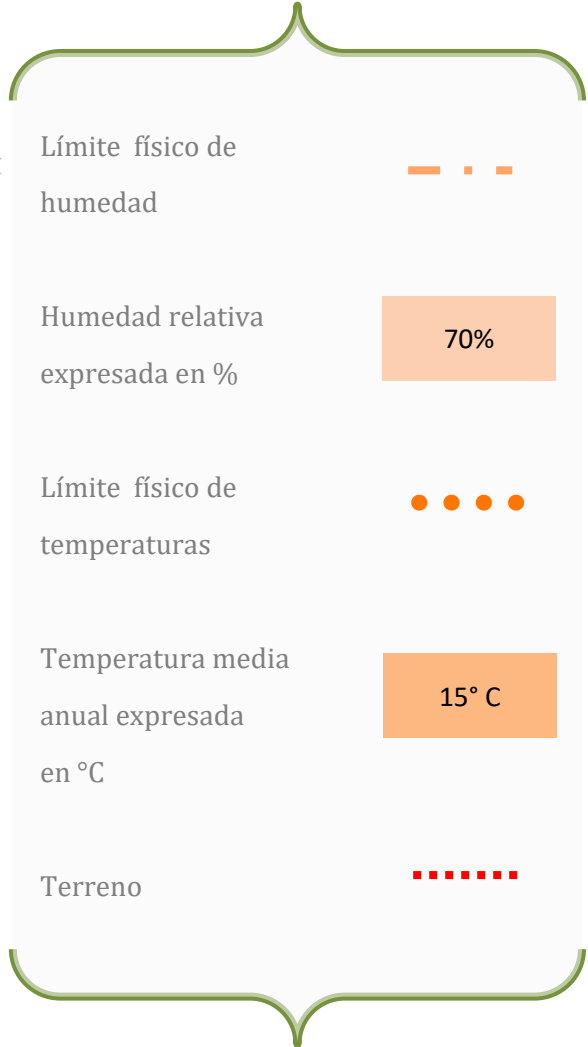 Límite físico de
humedad
Humedad relativa
expresada en %
70%
Límite físico de
temperaturas
Temperatura media
anual expresada
en °C
15° C
Terreno